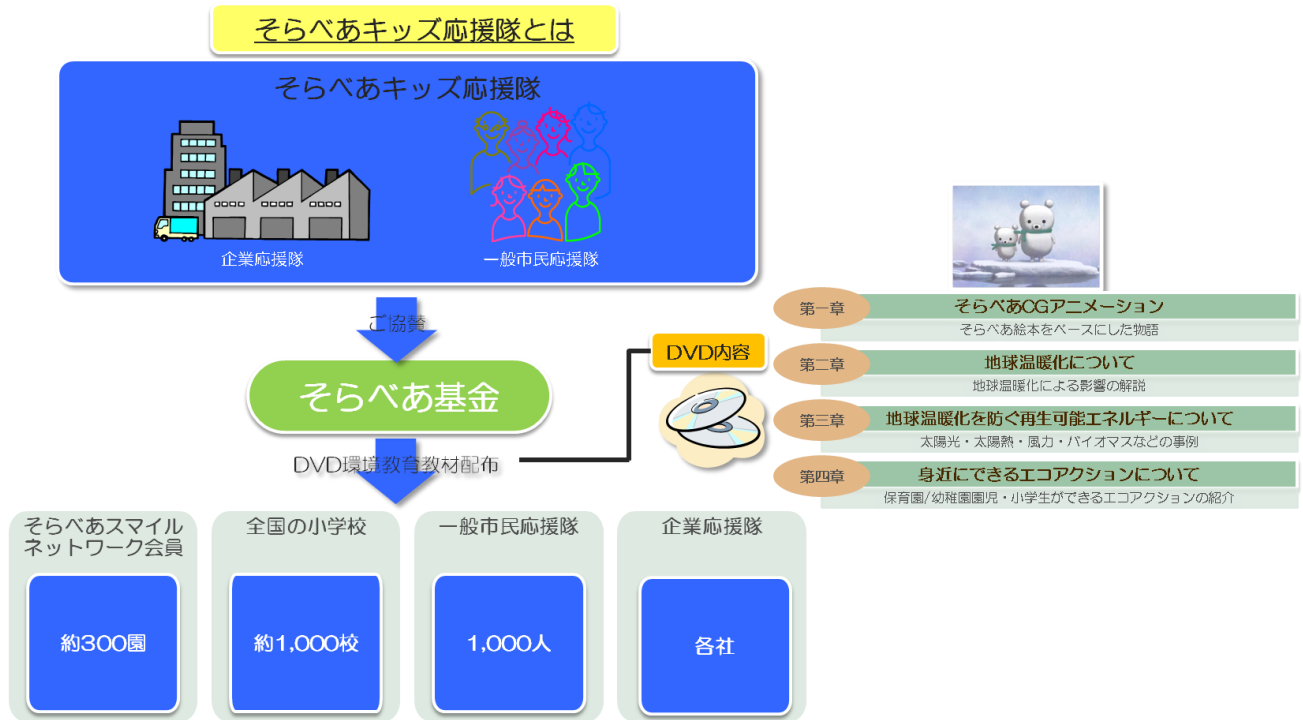 そらべあキッズ応援隊とは
そらべあキッズ応援隊
企業応援隊
一般市民応援隊
ご協賛
そらべあ基金
DVD環境教育教材配布
そらべあスマイル
ネットワーク会員
約300園
全国の小学校
約1,000校
一般市民応援隊
1,000人
企業応援隊
各社
DVD内容
第一章
そらべあCGアニメーション
そらべあ絵本をベースにした物語
第二章
地球温暖化について
地球温暖化による影響の解説
第三章
地球温暖化を防ぐ再生可能エネルギーについて
太陽光・太陽熱・風力・バイオマスなどの事例
第四章
身近にできるエコアクションについて
保育園/幼稚園園児・小学生ができるエコアクションの紹介